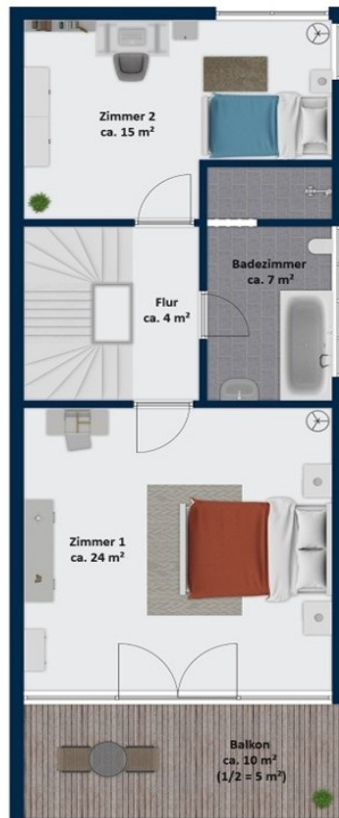 Zimmer 2
ca. 15 m²
Badezimmer
ca. 7 m²
Flur
ca. 4 m²
Zimmer 1
ca. 24 m²
Balkon
ca. 10 m²
(1/2 = 5 m²)